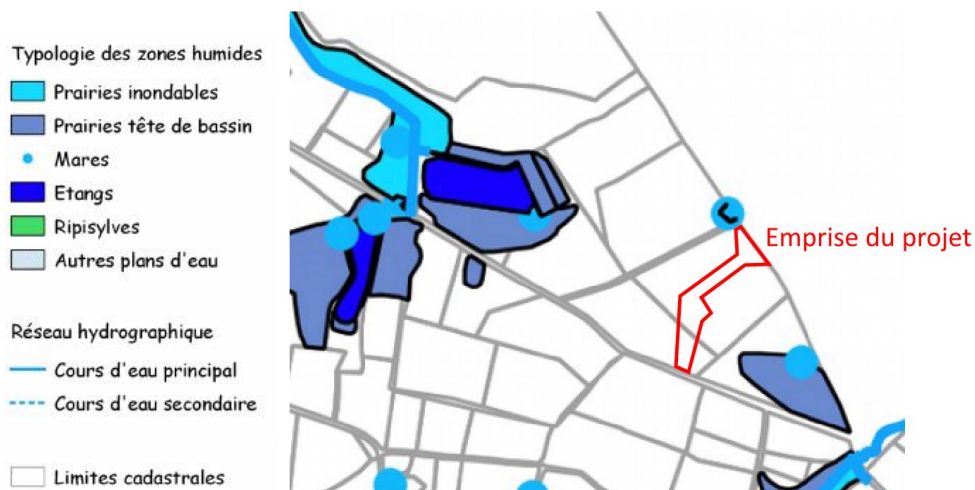 Typologie des zones humides
Prairies inondables
Prairies tête de bassin
Mares
Etangs
Ripisylves
Autres plans d'eau
Réseau hydrographique
Cours d'eau principal
Cours d'eau secondaire
Limites cadastrales
Emprise du projet